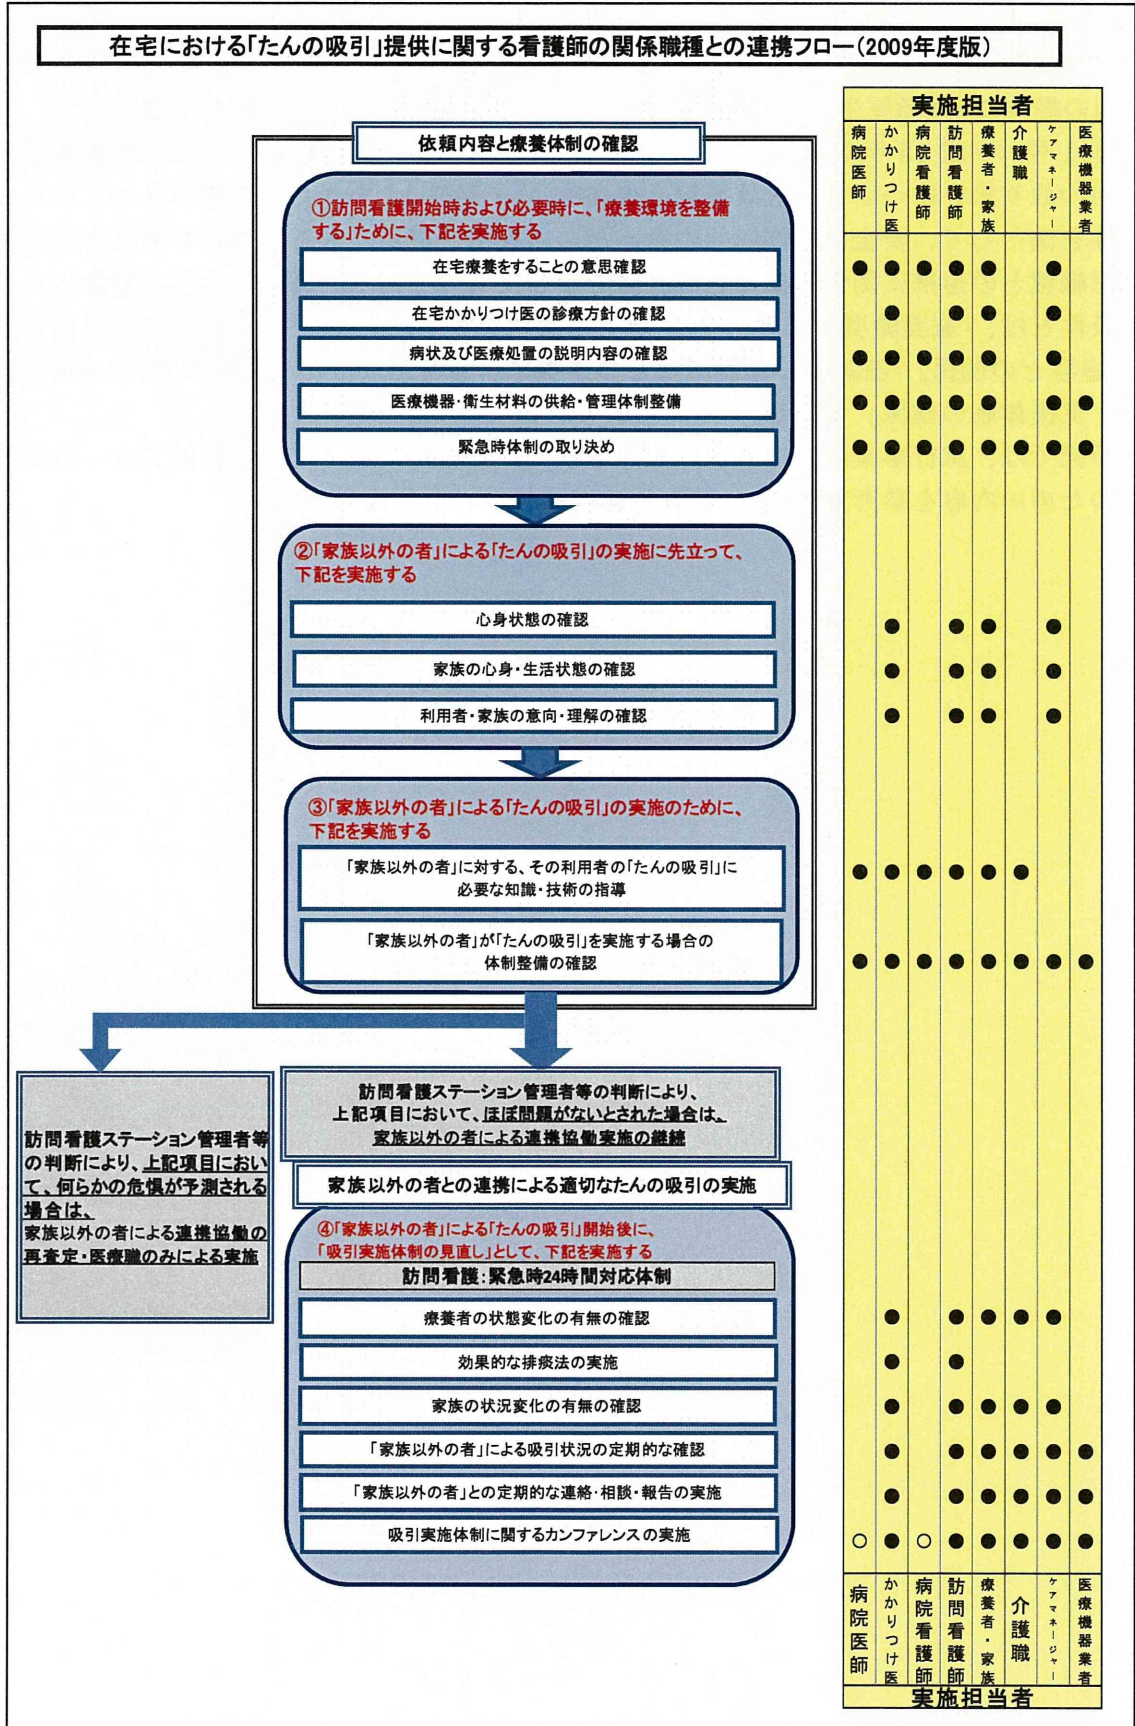 在宅における「たんの吸引」提供に関する看護師の関係職種との連携フロー(2009年度版)
実施担当者
病院医師
かかりつけ医
病院看護師
訪問看護師
療養者・家族
介護職
ケアマネージャー
医療機器業者
依頼内容と療養体制の確認
①訪問看護開始時および必要時に、「療養環境を整備
する」ために、下記を実施する
在宅療養をすることの意思確認
● ● ● ● ● ●
在宅かかりつけ医の診療方針の確認
● ● ● ●
病状及び医療処置の説明内容の確認
● ● ● ● ● ●
医療機器・衛生材料の供給・管理体制整備
● ● ● ● ● ● ●
緊急時体制の取り決め
● ● ● ● ● ● ● ●
②「家族以外の者」による「たんの吸引」の実施に先立って、
下記を実施する
心身状態の確認
● ● ● ●
家族の心身・生活状態の確認
● ● ● ●
利用者・家族の意向・理解の確認
● ● ● ●
③「家族以外の者」による「たんの吸引」の実施のために、
下記を実施する
「家族以外の者」に対する、その利用者の「たんの吸引」に
必要な知識・技術の指導
● ● ● ● ● ●
「家族以外の者」が「たんの吸引」を実施する場合の
体制整備の確認
● ● ● ● ● ● ● ●
訪問看護ステーション管理者等
の判断により、上記項目におい
て、何らかの危惧が予測される
場合は、
家族以外の者による連携協働の
再査定・医療職のみによる実施
訪問看護ステーション管理者等の判断により、
上記項目において、ほぼ問題がないとされた場合は、
家族以外の者による連携協働実施の継続
家族以外の者との連携による適切なたんの吸引の実施
④「家族以外の者」による「たんの吸引」開始後に、
「吸引実施体制の見直し」として、下記を実施する
訪問看護:緊急時24時間対応体制
療養者の状態変化の有無の確認
● ● ● ● ●
効果的な排痰法の実施
● ●
家族の状況変化の有無の確認
● ● ● ● ●
「家族以外の者」による吸引状況の定期的な確認
● ● ● ● ● ●
「家族以外の者」との定期的な連絡・相談・報告の実施
● ● ● ● ● ●
吸引実施体制に関するカンファレンスの実施
○ ● ○ ● ● ● ● ●
病院医師
かかりつけ医
病院看護師
訪問看護師
療養者・家族
介護職
ケアマネージャー
医療機器業者
実施担当者